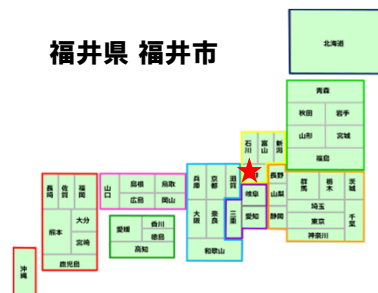 福井県 福井市
北海道
青森
秋田 岩手
山形 宮城
福島
石川 富山 新潟
長野
山梨
静岡
群馬 栃木 茨城
埼玉
東京
神奈川
千葉
岐阜
愛知
三重
兵庫 京都 滋賀
大阪 奈良
和歌山
山口 島根 鳥取
広島 岡山
愛媛 香川
徳島
高知
長崎 佐賀 福岡
熊本 大分
宮崎
鹿児島
沖縄